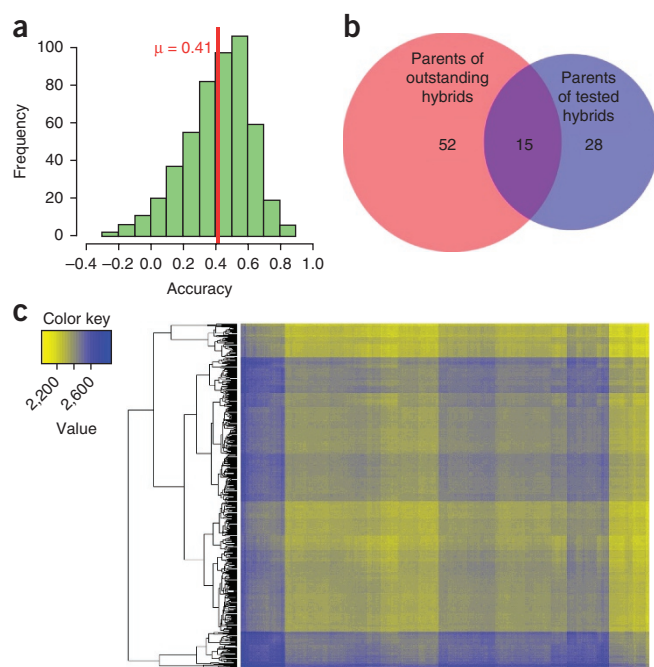 a
μ = 0.41
Frequency
100
80
60
40
20
0
–0.4 –0.2 0.0 0.2 0.4 0.6 0.8 1.0
Accuracy
b
Parents of
outstanding
hybrids
52
15
Parents
of tested
hybrids
28
c
Color key
2,200
2,600
Value